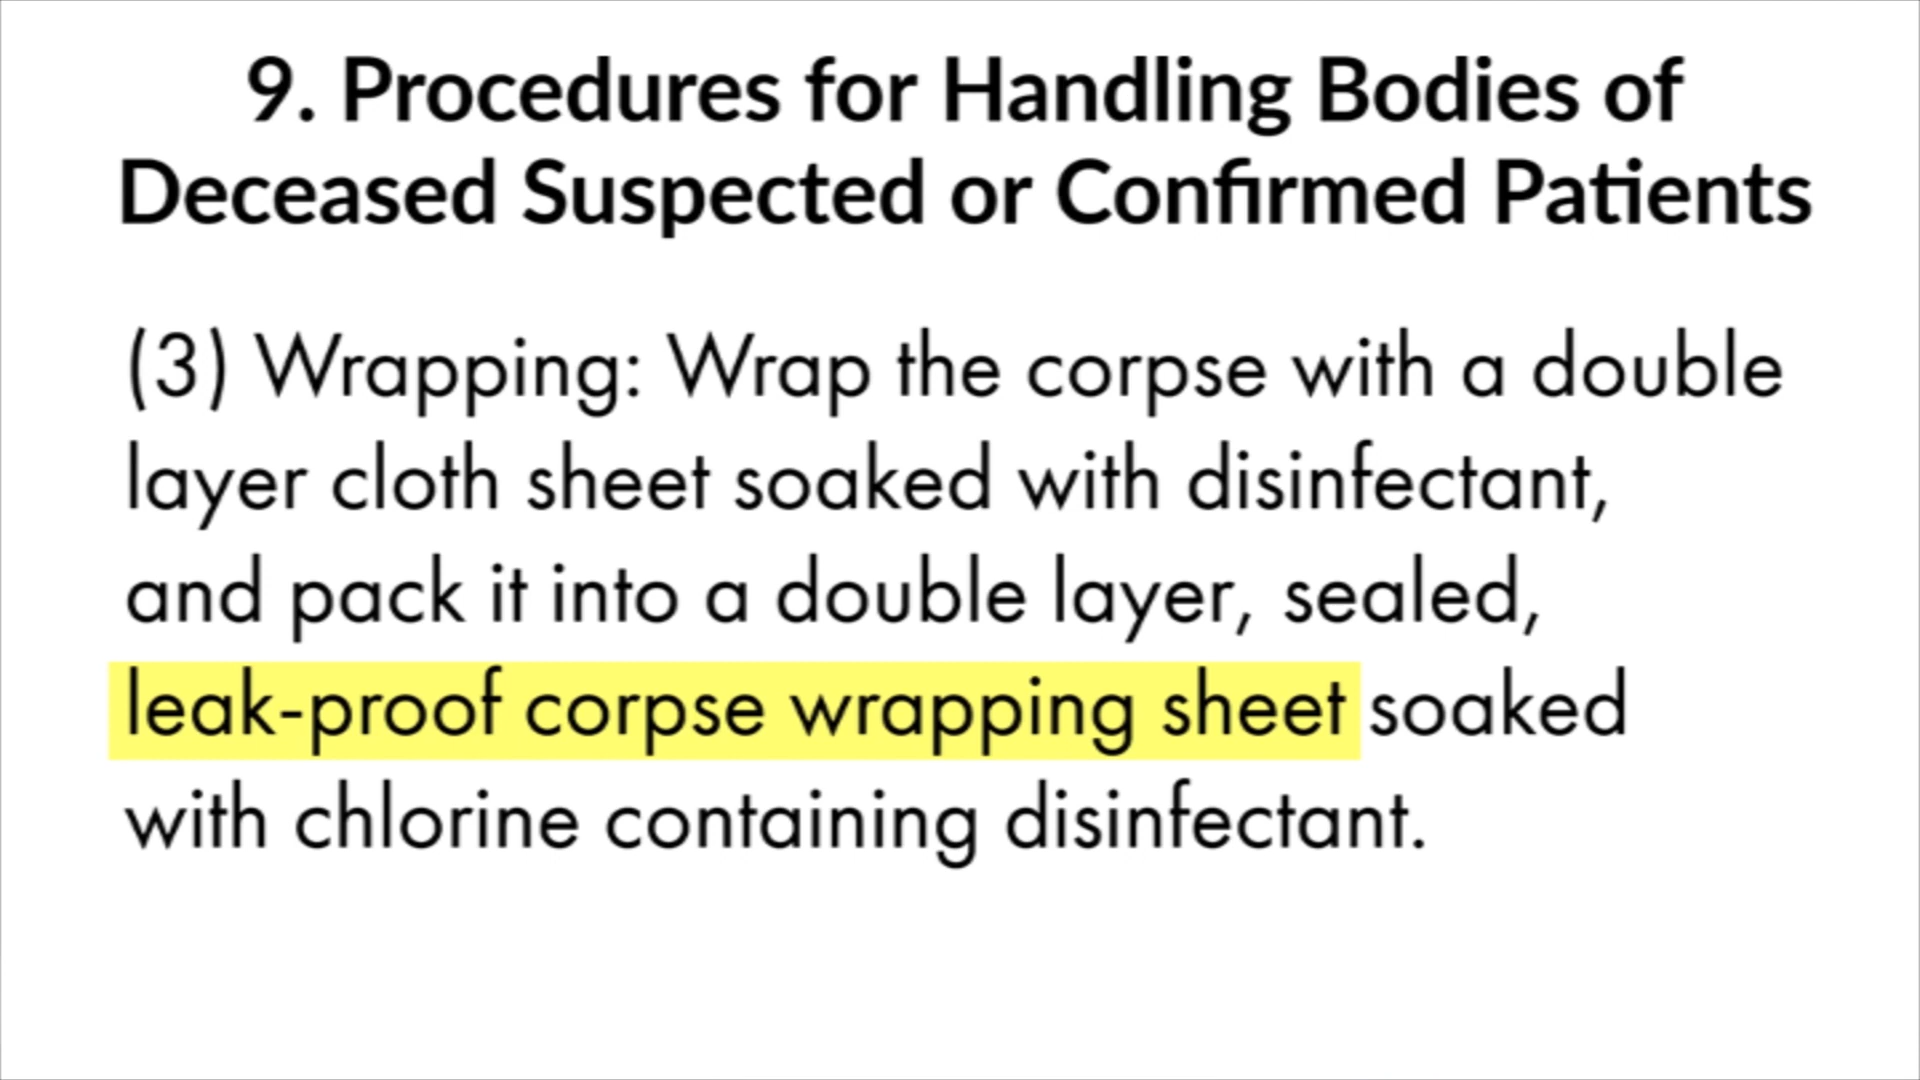 9. Procedures for Handling Bodies of
Deceased Suspected or Confirmed Patients
(3) Wrapping: Wrap the corpse with a double
layer cloth sheet soaked with disinfectant,
and pack it into a double layer, sealed,
leak-proof corpse wrapping sheet soaked
with chlorine containing disinfectant.